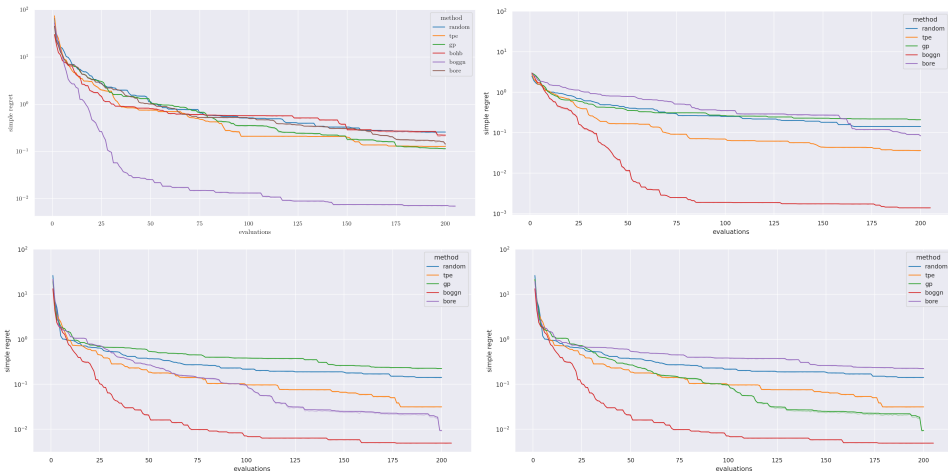 10² 10² 10² 10²
method
random
tpe
gp
bohb
boggn
bore
simple regret
10¹
10⁰
10⁻¹
0 25 50 75 100 125 150 175 200
evaluations
10²
method
random
tpe
gp
boggn
bore
simple regret
10¹
10⁰
10⁻¹
10⁻²
10⁻³
0 25 50 75 100 125 150 175 200
evaluations
10²
method
random
tpe
gp
boggn
bore
simple regret
10¹
10⁰
10⁻¹
10⁻²
0 25 50 75 100 125 150 175 200
evaluations
10²
method
random
tpe
gp
boggn
bore
simple regret
10¹
10⁰
10⁻¹
10⁻²
0 25 50 75 100 125 150 175 200
evaluations